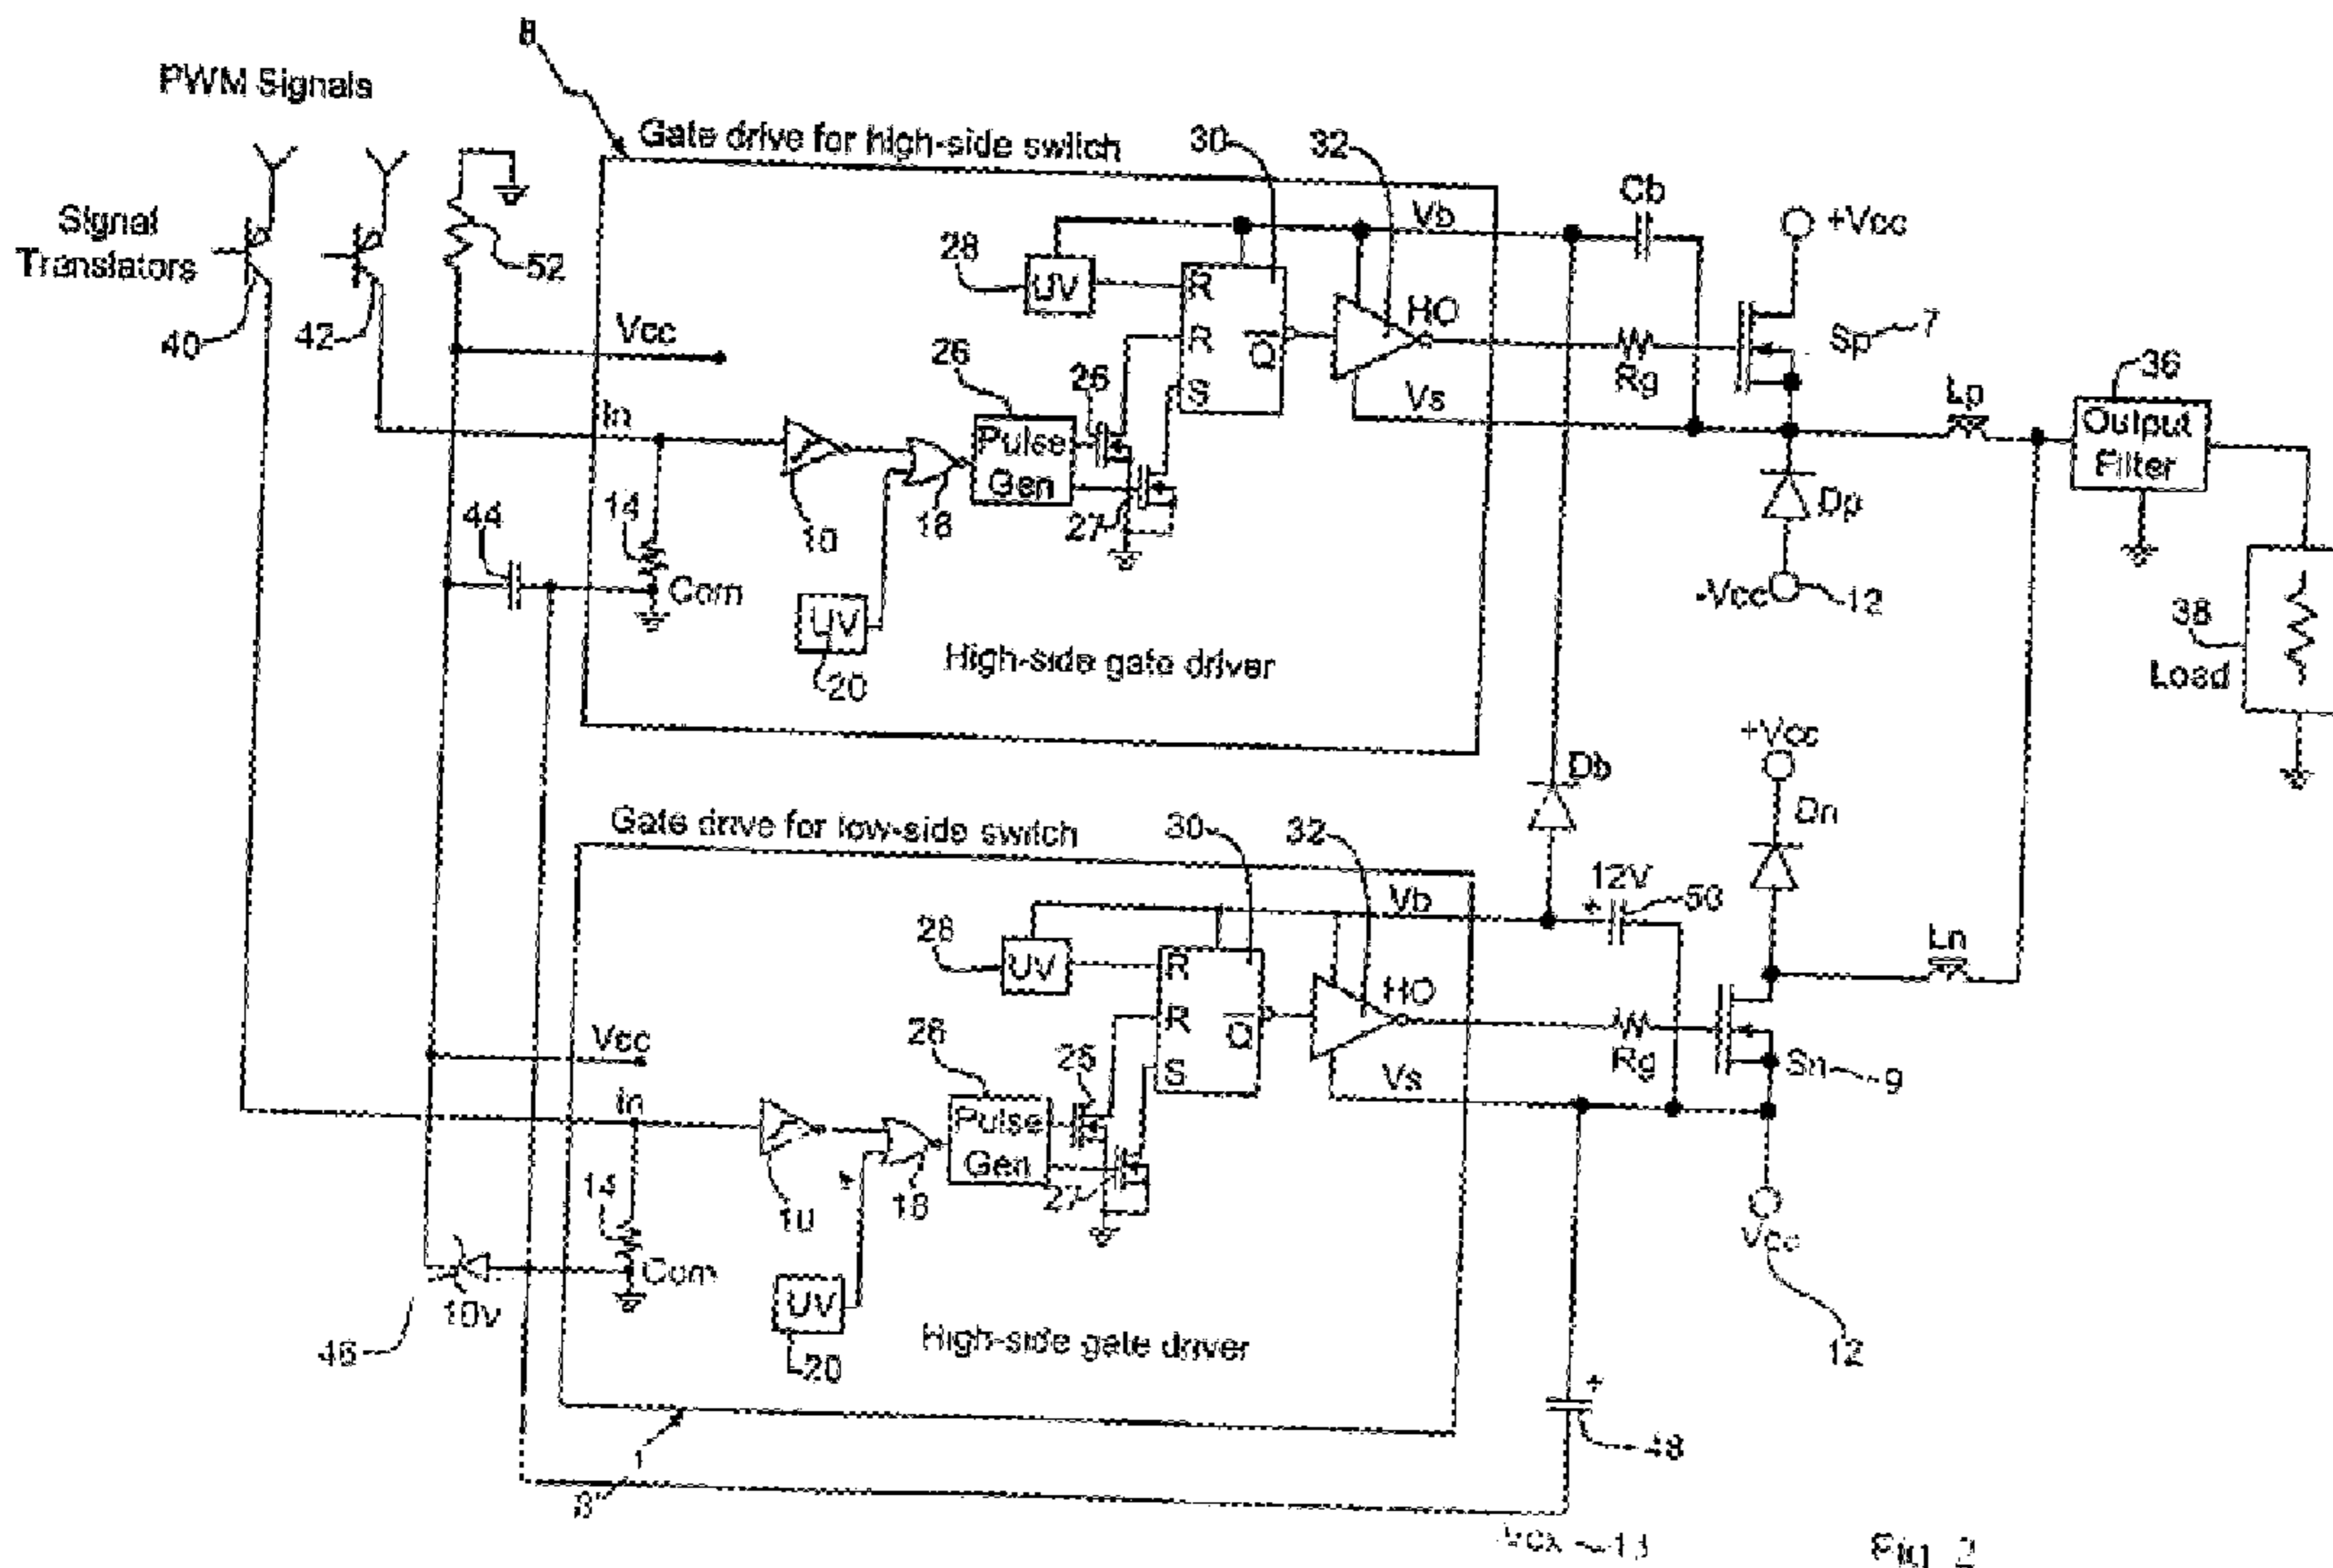 8
PWM Signals
Gate drive for high-side switch
30
32
Cb
+Vcc
Signal
Translators
52
28
UV
R
Vb
HO
40
42
Vcc
26
26
R
Q
Rg
Sp
7
36
In
Pulse
Gen
S
Vs
Lp
Output
Filter
44
14
10
18
27
Dp
Com
UV
-Vcc
12
38
20
High-side gate driver
Load
+Vcc
Db
Dn
Gate drive for low-side switch
30
32
12V
+
50
28
UV
R
Vb
HO
Ln
Vcc
26
R
Q
Rg
Sn
9
In
Pulse
Gen
S
Vs
14
10
18
27
Vcc
Com
UV
10v
46
20
High-side gate driver
12
+
48
8'
13
Fig. 2